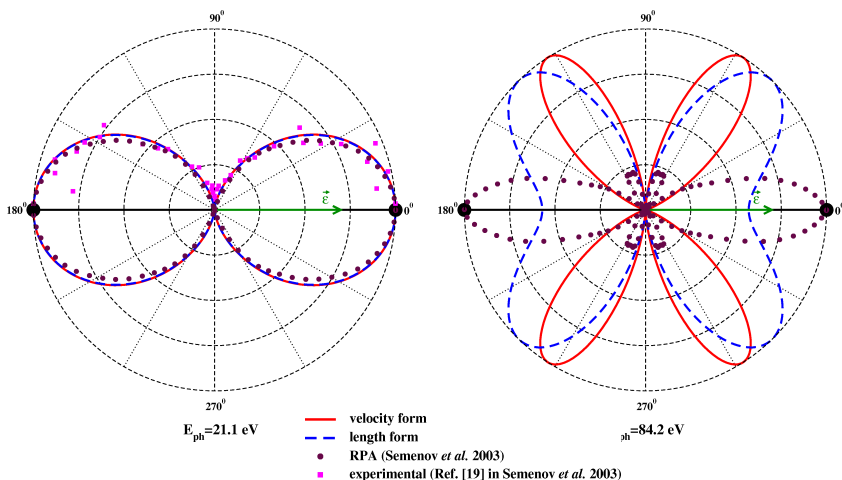 90⁰ 90⁰
180⁰ ε⃗ 0⁰ 180⁰ ε⃗ 0⁰
270⁰ 270⁰
E_ph=21.1 eV ph=84.2 eV
velocity form
length form
RPA (Semenov et al. 2003)
experimental (Ref. [19] in Semenov et al. 2003)